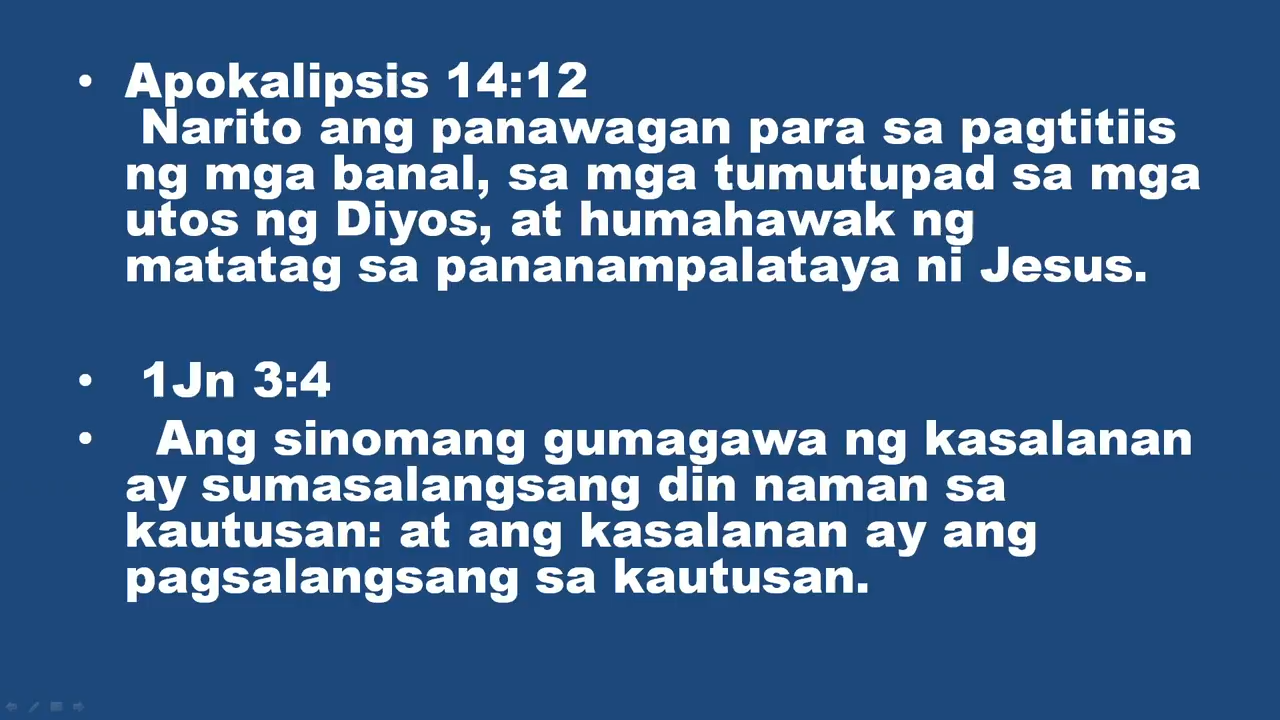 • Apokalipsis 14:12
Narito ang panawagan para sa pagtitiis
ng mga banal, sa mga tumutupad sa mga
utos ng Diyos, at humahawak ng
matatag sa pananampalataya ni Jesus.
• 1Jn 3:4
• Ang sinomang gumagawa ng kasalanan
ay sumasalangsang din naman sa
kautusan: at ang kasalanan ay ang
pagsalangsang sa kautusan.